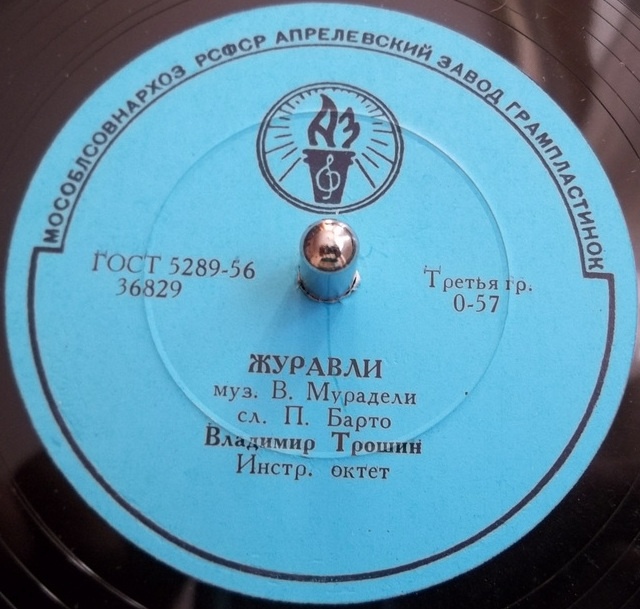 МОСОБЛСОВНАРХОЗ РСФСР АПРЕЛЕВСКИЙ ЗАВОД ГРАМПЛАСТИНОК
АЗ
ГОСТ 5289-56
36829
Третья гр.
0-57
ЖУРАВЛИ
муз. В. Мурадели
сл. П. Барто
Владимир Трошин
Инстр. октет